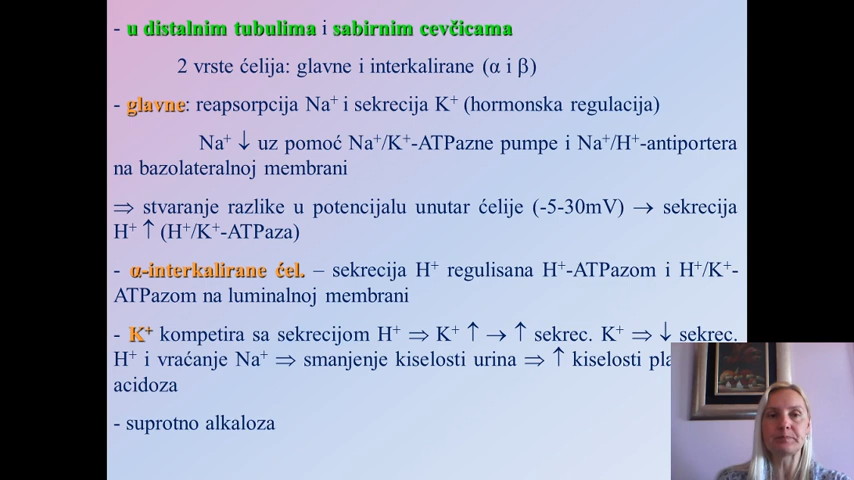 - u distalnim tubulima i sabirnim cevčicama
2 vrste ćelija: glavne i interkalirane (α i β)
- glavne: reapsorpcija Na⁺ i sekrecija K⁺ (hormonska regulacija)
Na⁺ ↓ uz pomoć Na⁺/K⁺-ATPazne pumpe i Na⁺/H⁺-antiportera
na bazolateralnoj membrani
⇒ stvaranje razlike u potencijalu unutar ćelije (-5-30mV) → sekrecija
H⁺ ↑ (H⁺/K⁺-ATPaza)
- α-interkalirane ćel. – sekrecija H⁺ regulisana H⁺-ATPazom i H⁺/K⁺-
ATPazom na luminalnoj membrani
- K⁺ kompetira sa sekrecijom H⁺ ⇒ K⁺ ↑ → ↑ sekrec. K⁺ ⇒ ↓ sekrec.
H⁺ i vraćanje Na⁺ ⇒ smanjenje kiselosti urina ⇒ ↑ kiselosti
acidoza
- suprotno alkaloza